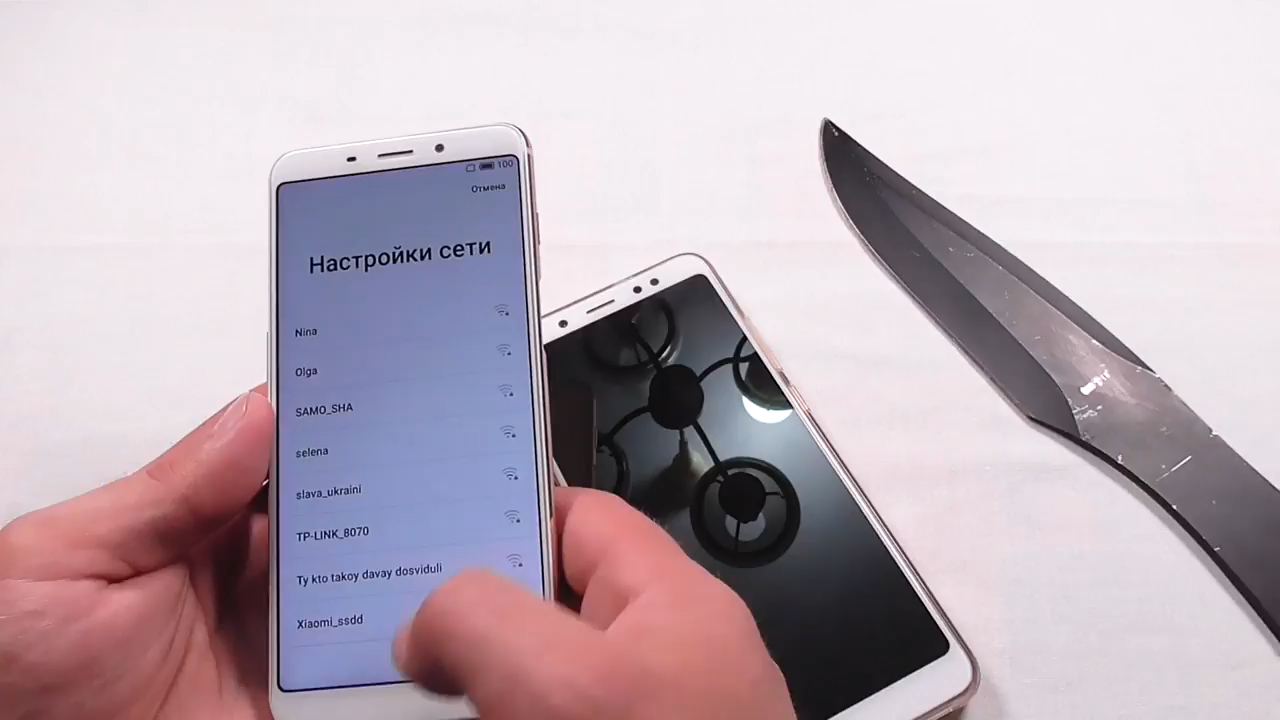 100
Отмена
Настройки сети
Nina
Olga
SAMO_SHA
selena
slava_ukraini
TP-LINK_8070
Ty kto takoy davay dosviduli
Xiaomi_ssdd